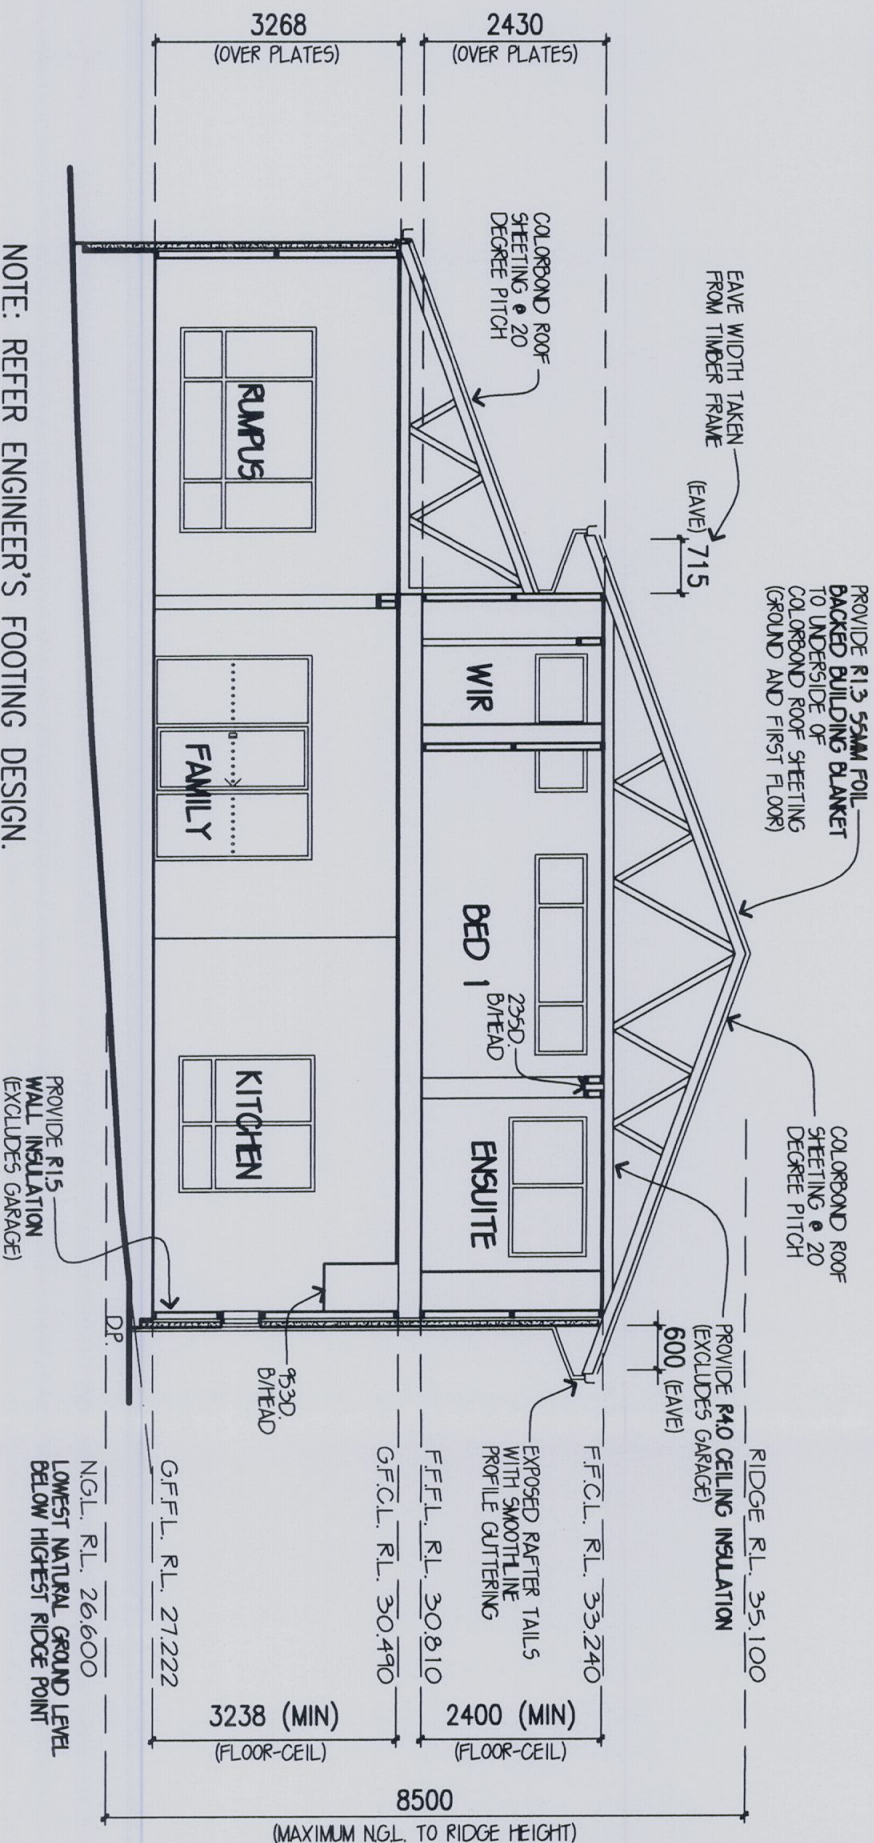 PROVIDE R1.3 55MM FOIL
BACKED BUILDING BLANKET
TO UNDERSIDE OF
COLORBOND ROOF SHEETING
(GROUND AND FIRST FLOOR)
EAVE WIDTH TAKEN
FROM TIMBER FRAME
715
(EAVE)
COLORBOND ROOF
SHEETING @ 20
DEGREE PITCH
COLORBOND ROOF
SHEETING @ 20
DEGREE PITCH
PROVIDE R4.0 CEILING INSULATION
(EXCLUDES GARAGE)
600 (EAVE)
EXPOSED RAFTER TAILS
WITH SMOOTHLINE
PROFILE GUTTERING
2430
(OVER PLATES)
3268
(OVER PLATES)
WIR
BED 1
235D.
B/HEAD
ENSUITE
RUMPUS
FAMILY
KITCHEN
953D.
B/HEAD
PROVIDE R1.5
WALL INSULATION
(EXCLUDES GARAGE)
D.P.
RIDGE R.L. 35.100
F.F.C.L. R.L. 33.240
F.F.F.L. R.L. 30.810
G.F.C.L. R.L. 30.490
G.F.F.L. R.L. 27.222
N.G.L. R.L. 26.600
LOWEST NATURAL GROUND LEVEL
BELOW HIGHEST RIDGE POINT
2400 (MIN)
(FLOOR-CEIL)
3238 (MIN)
(FLOOR-CEIL)
8500
(MAXIMUM N.G.L. TO RIDGE HEIGHT)
NOTE: REFER ENGINEER'S FOOTING DESIGN.